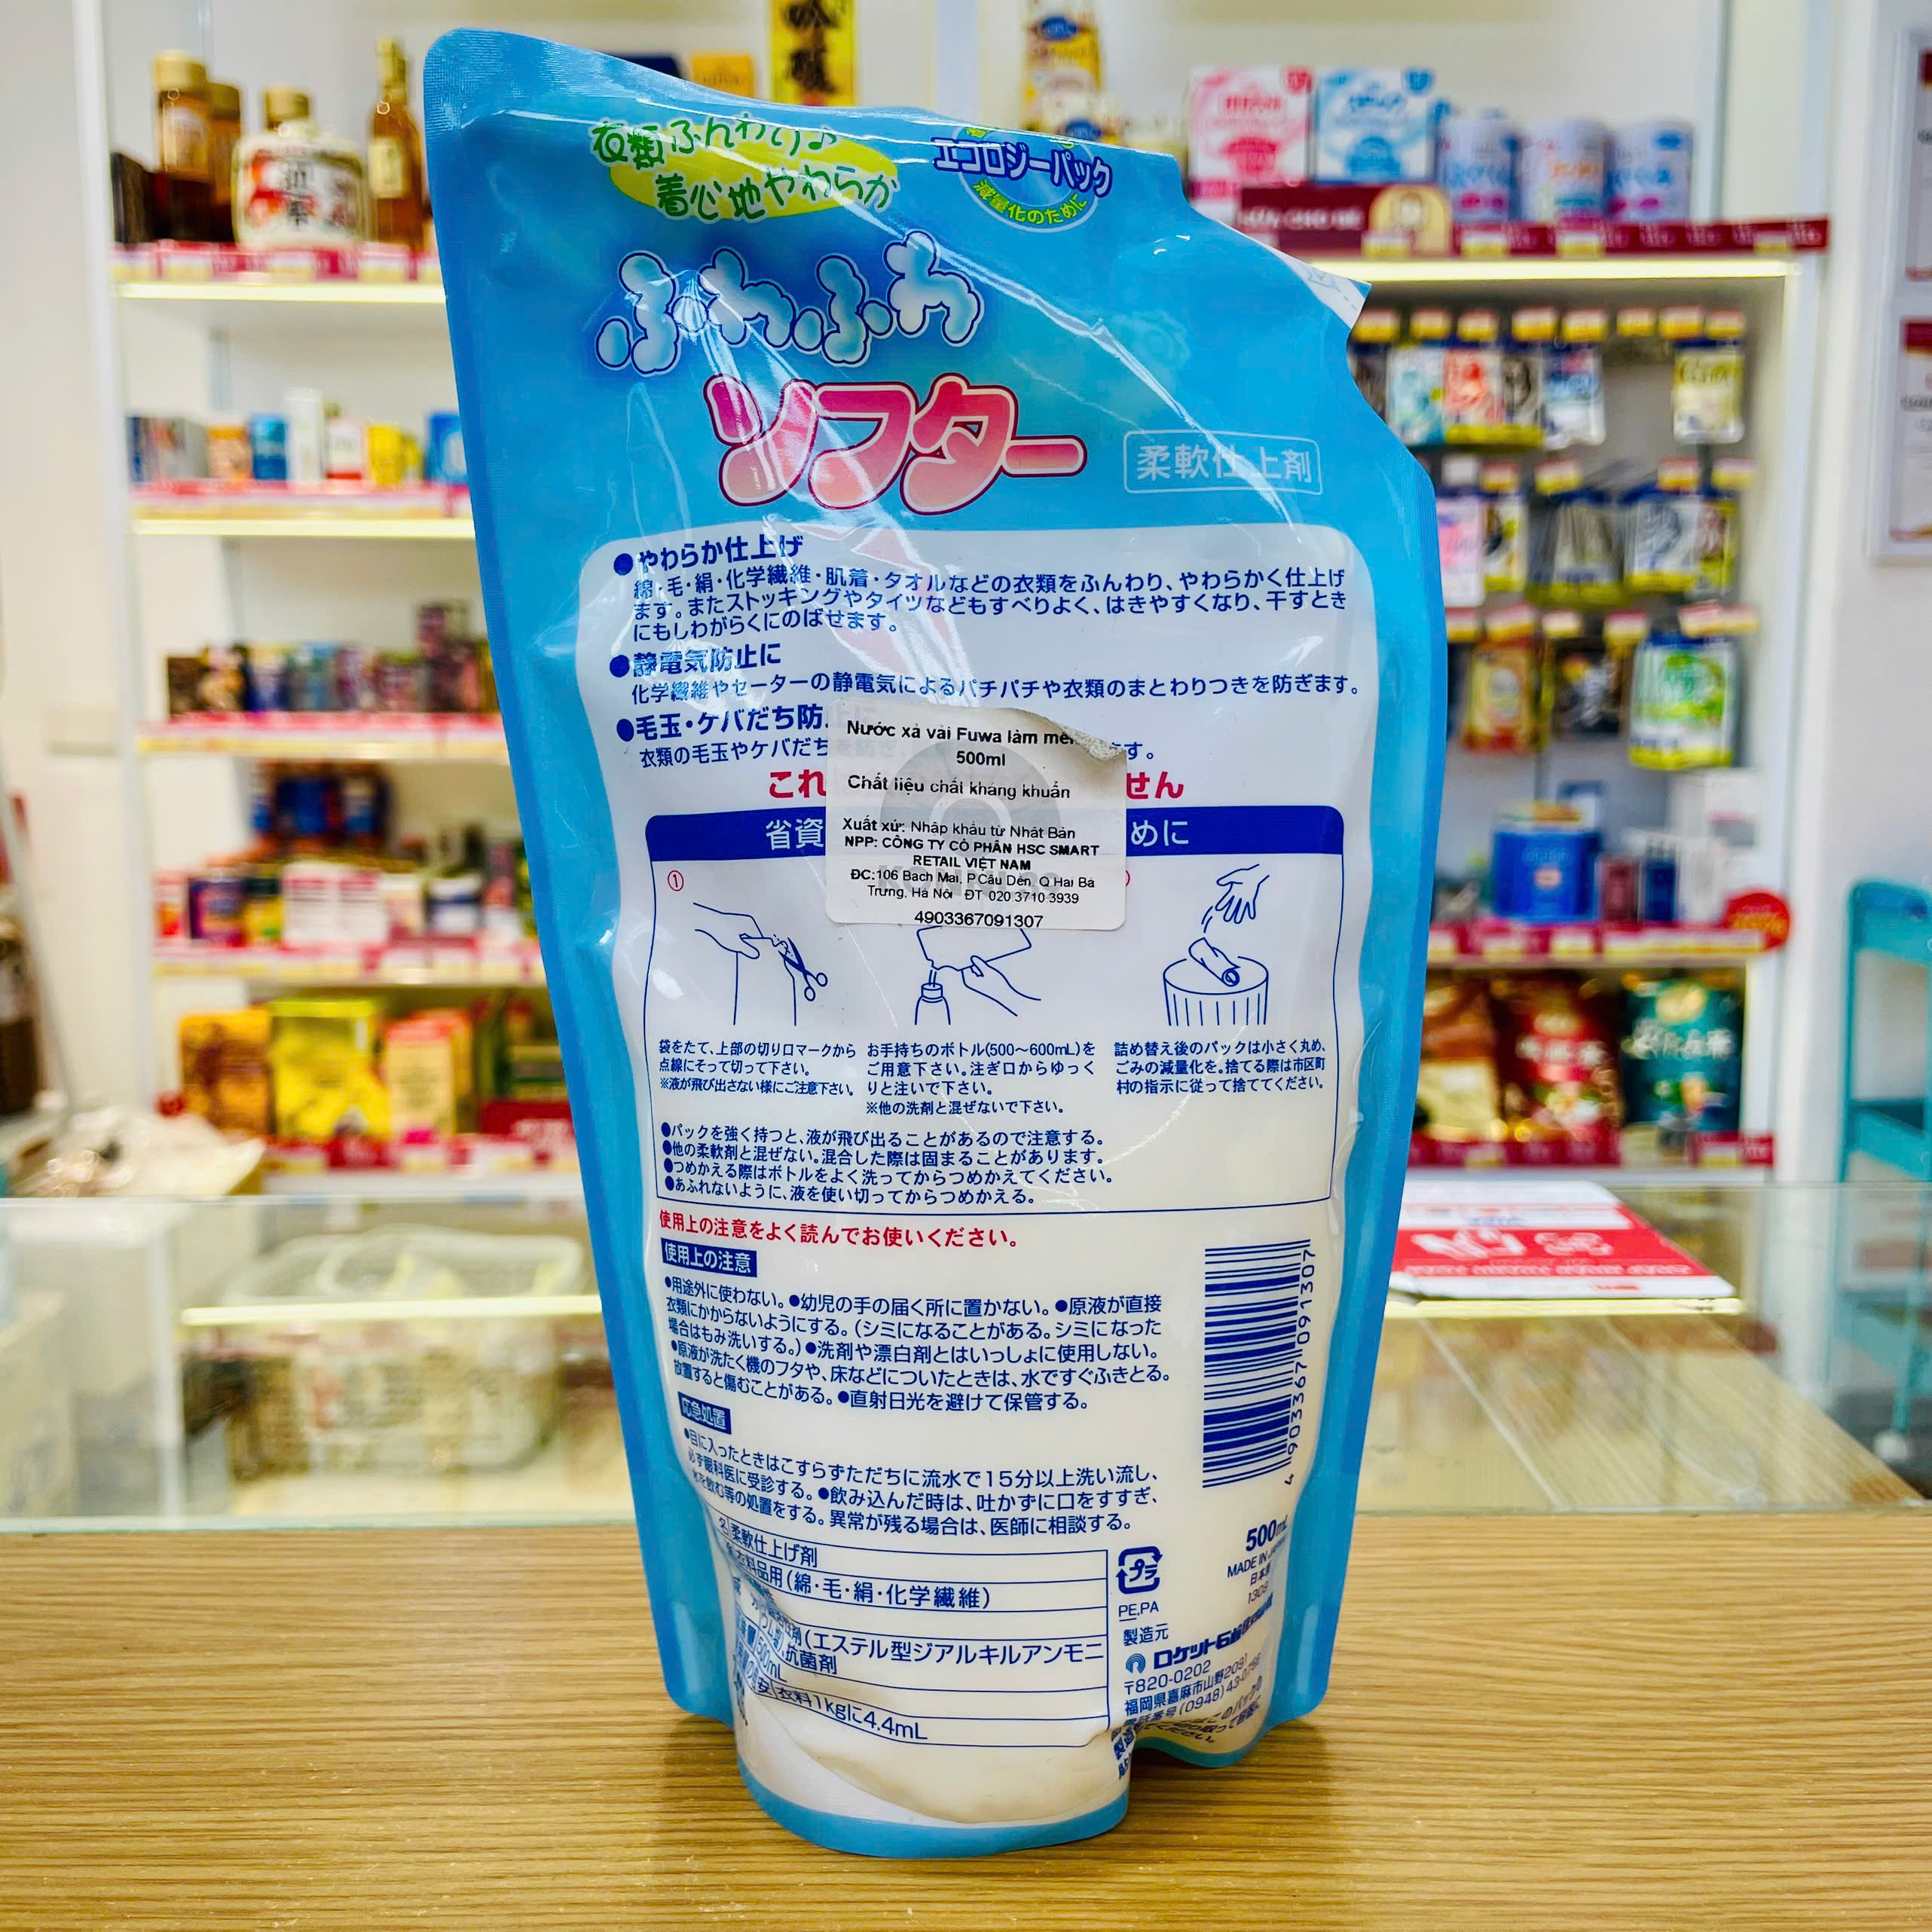 衣類ふんわり♪
着心地やわらか
エコロジーパック
減量化のために
ふわふわ
ソフター
柔軟仕上剤
●やわらか仕上げ
綿・毛・絹・化学繊維・肌着・タオルなどの衣類をふんわり、やわらかく仕上げ
ます。またストッキングやタイツなどもすべりよく、はきやすくなり、干すとき
にもしわがらくにのばせます。
●静電気防止に
化学繊維やセーターの静電気によるパチパチや衣類のまとわりつきを防ぎます。
●毛玉・ケバだち防止に
衣類の毛玉やケバだち す。
これ せん
省資 めに
Nước xả vải Fuwa làm
500ml
Chất liệu chất kháng khuẩn
Xuất xứ: Nhập khẩu từ Nhật Bản
NPP: CÔNG TY CỔ PHẦN HSC SMART
RETAIL VIỆT NAM
ĐC:106 Bạch Mai, P Cầu Dền, Q Hai Bà
Trưng, Hà Nội ĐT 020 3710 3939
4903367091307
①
袋をたて、上部の切り口マークから
点線にそって切って下さい。
※液が飛び出さない様にご注意下さい。
お手持ちのボトル(500〜600mL)を
ご用意下さい。注ぎ口からゆっく
りと注いで下さい。
※他の洗剤と混ぜないで下さい。
詰め替え後のパックは小さく丸め、
ごみの減量化を。捨てる際は市区町
村の指示に従って捨ててください。
●パックを強く持つと、液が飛び出ることがあるので注意する。
●他の柔軟剤と混ぜない。混合した際は固まることがあります。
●つめかえる際はボトルをよく洗ってからつめかえてください。
●あふれないように、液を使い切ってからつめかえる。
使用上の注意をよく読んでお使いください。
使用上の注意
●用途外に使わない。●幼児の手の届く所に置かない。●原液が直接
衣類にかからないようにする。(シミになることがある。シミになった
場合はもみ洗いする。)●洗剤や漂白剤とはいっしょに使用しない。
●原液が洗たく機のフタや、床などについたときは、水ですぐふきとる。
放置すると傷むことがある。●直射日光を避けて保管する。
応急処置
●目に入ったときはこすらずただちに流水で15分以上洗い流し、
必ず眼科医に受診する。●飲み込んだ時は、吐かずに口をすすぎ、
水を飲む等の処置をする。異常が残る場合は、医師に相談する。
4 903367 091307
柔軟仕上げ剤
衣料品用(綿・毛・絹・化学繊維)
(エステル型ジアルキルアンモニ
抗菌剤
500mL
衣料1kgに4.4mL
プラ
PE,PA
500mL
MADE IN
日本製
製造元
ロケット石鹸
〒820-0202
福岡県嘉麻市山野
電話番号(0948)